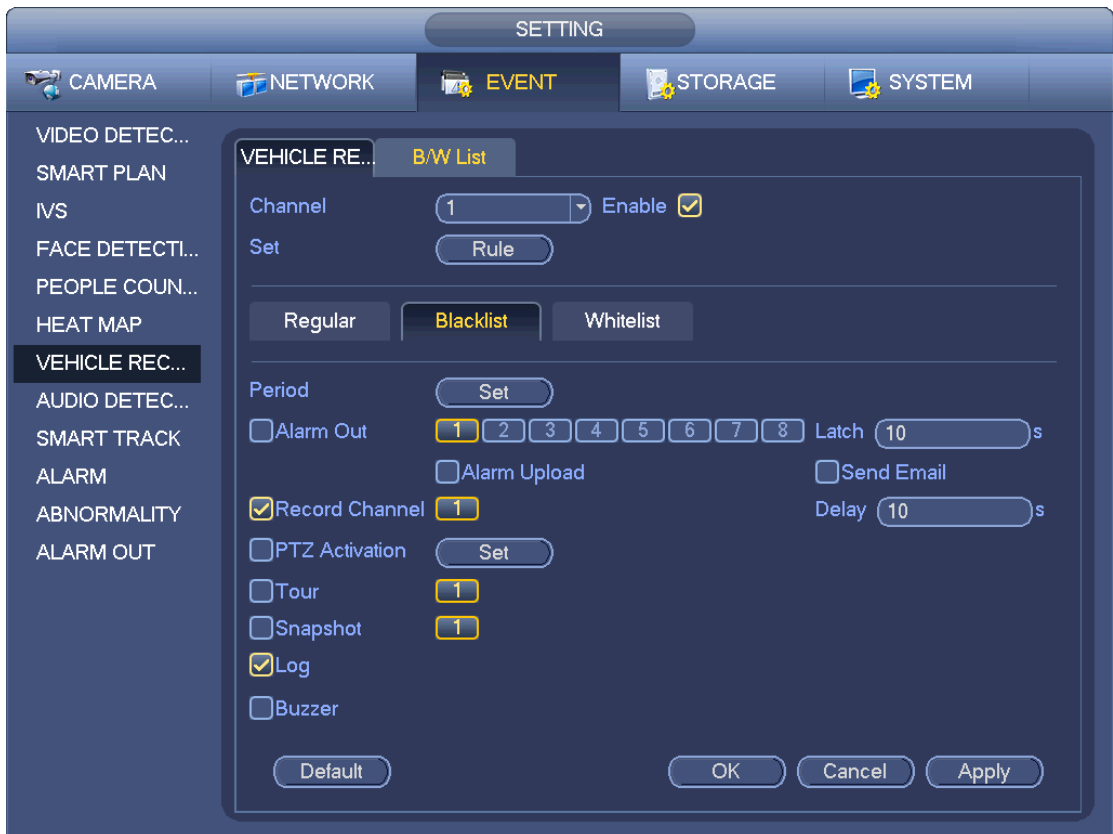 SETTING
CAMERA NETWORK EVENT STORAGE SYSTEM
VIDEO DETEC...
SMART PLAN
IVS
FACE DETECTI...
PEOPLE COUN...
HEAT MAP
VEHICLE REC...
AUDIO DETEC...
SMART TRACK
ALARM
ABNORMALITY
ALARM OUT
VEHICLE RE... B/W List
Channel 1 Enable
Set Rule
Regular Blacklist Whitelist
Period Set
Alarm Out 1 2 3 4 5 6 7 8 Latch 10 s
Alarm Upload Send Email
Record Channel 1 Delay 10 s
PTZ Activation Set
Tour 1
Snapshot 1
Log
Buzzer
Default OK Cancel Apply